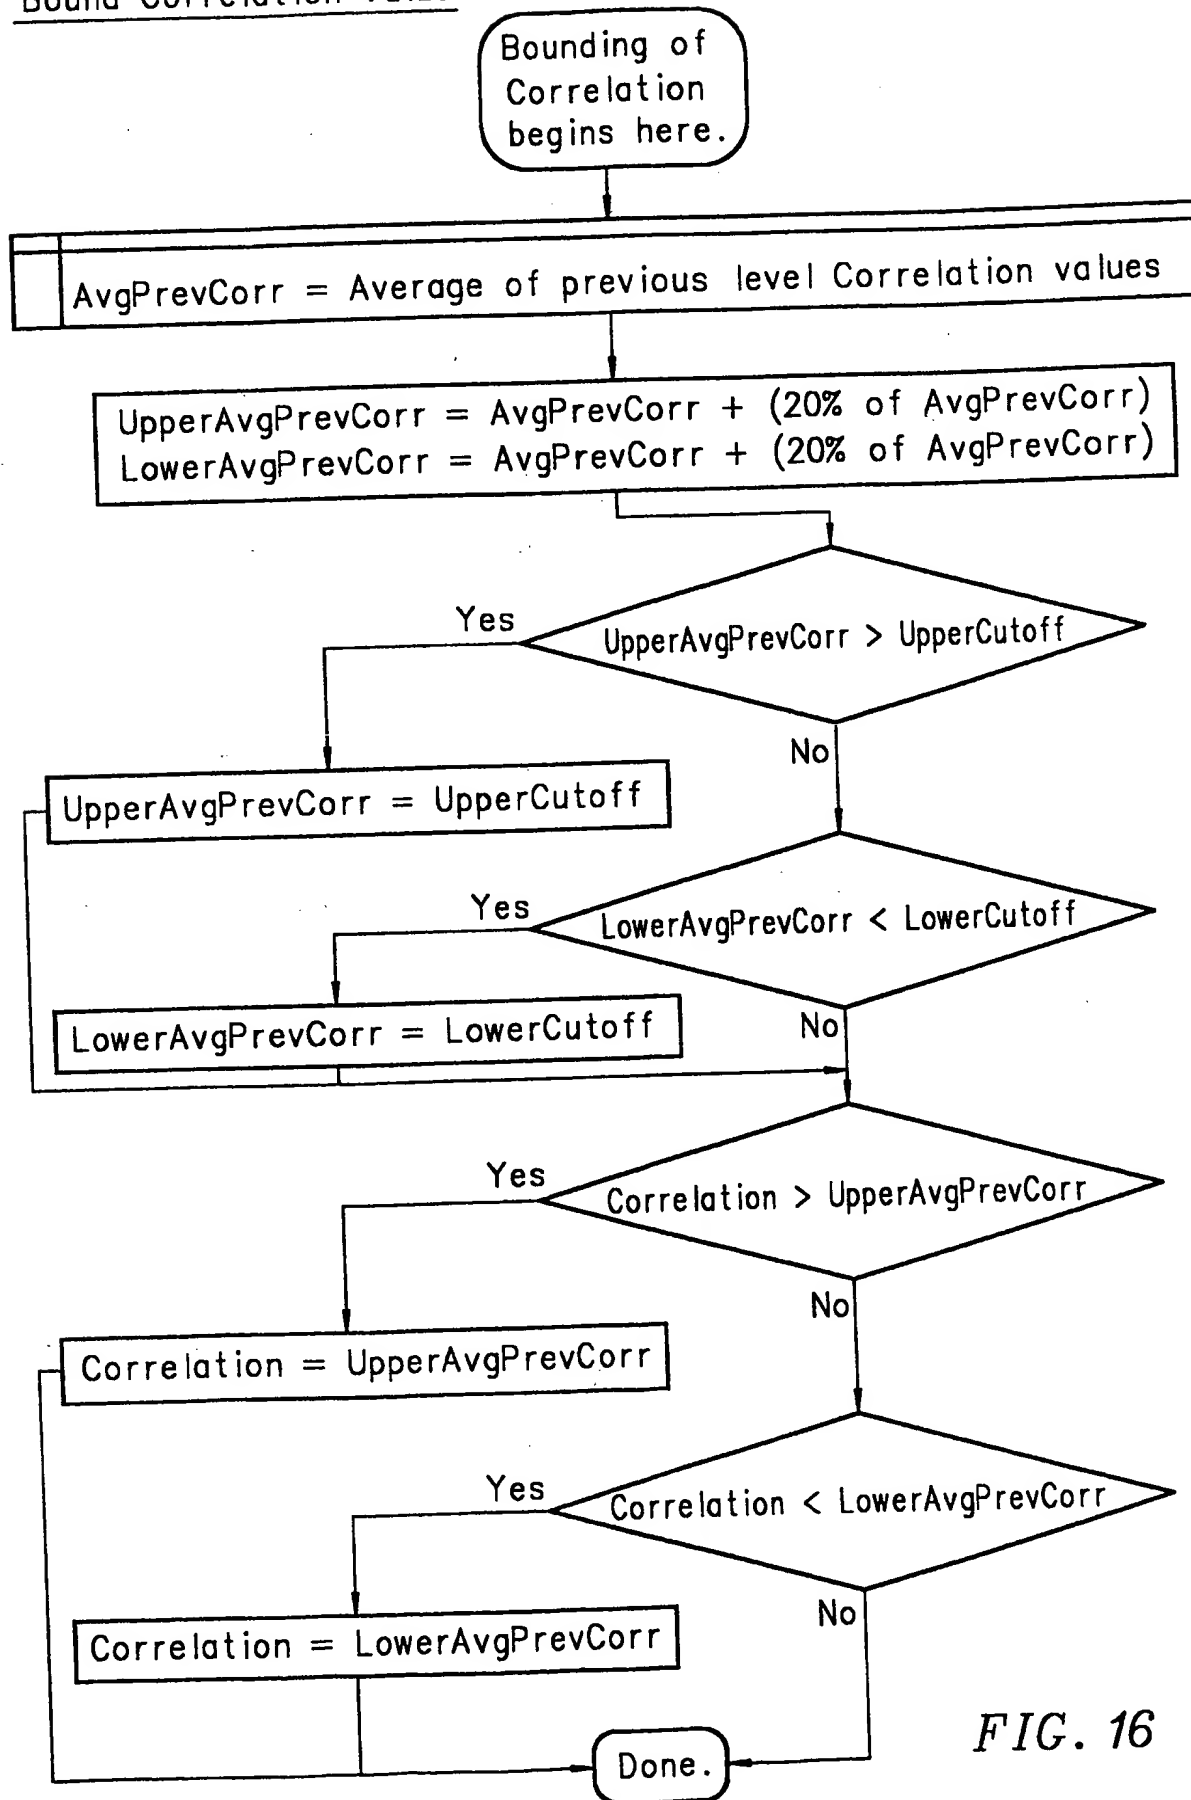 Bound Correlation
Bounding of
Correlation
begins here.
AvgPrevCorr = Average of previous level Correlation values
UpperAvgPrevCorr = AvgPrevCorr + (20% of AvgPrevCorr)
LowerAvgPrevCorr = AvgPrevCorr + (20% of AvgPrevCorr)
UpperAvgPrevCorr > UpperCutoff
Yes
No
UpperAvgPrevCorr = UpperCutoff
LowerAvgPrevCorr < LowerCutoff
Yes
No
LowerAvgPrevCorr = LowerCutoff
Correlation > UpperAvgPrevCorr
Yes
No
Correlation = UpperAvgPrevCorr
Correlation < LowerAvgPrevCorr
Yes
No
Correlation = LowerAvgPrevCorr
Done.
FIG. 16